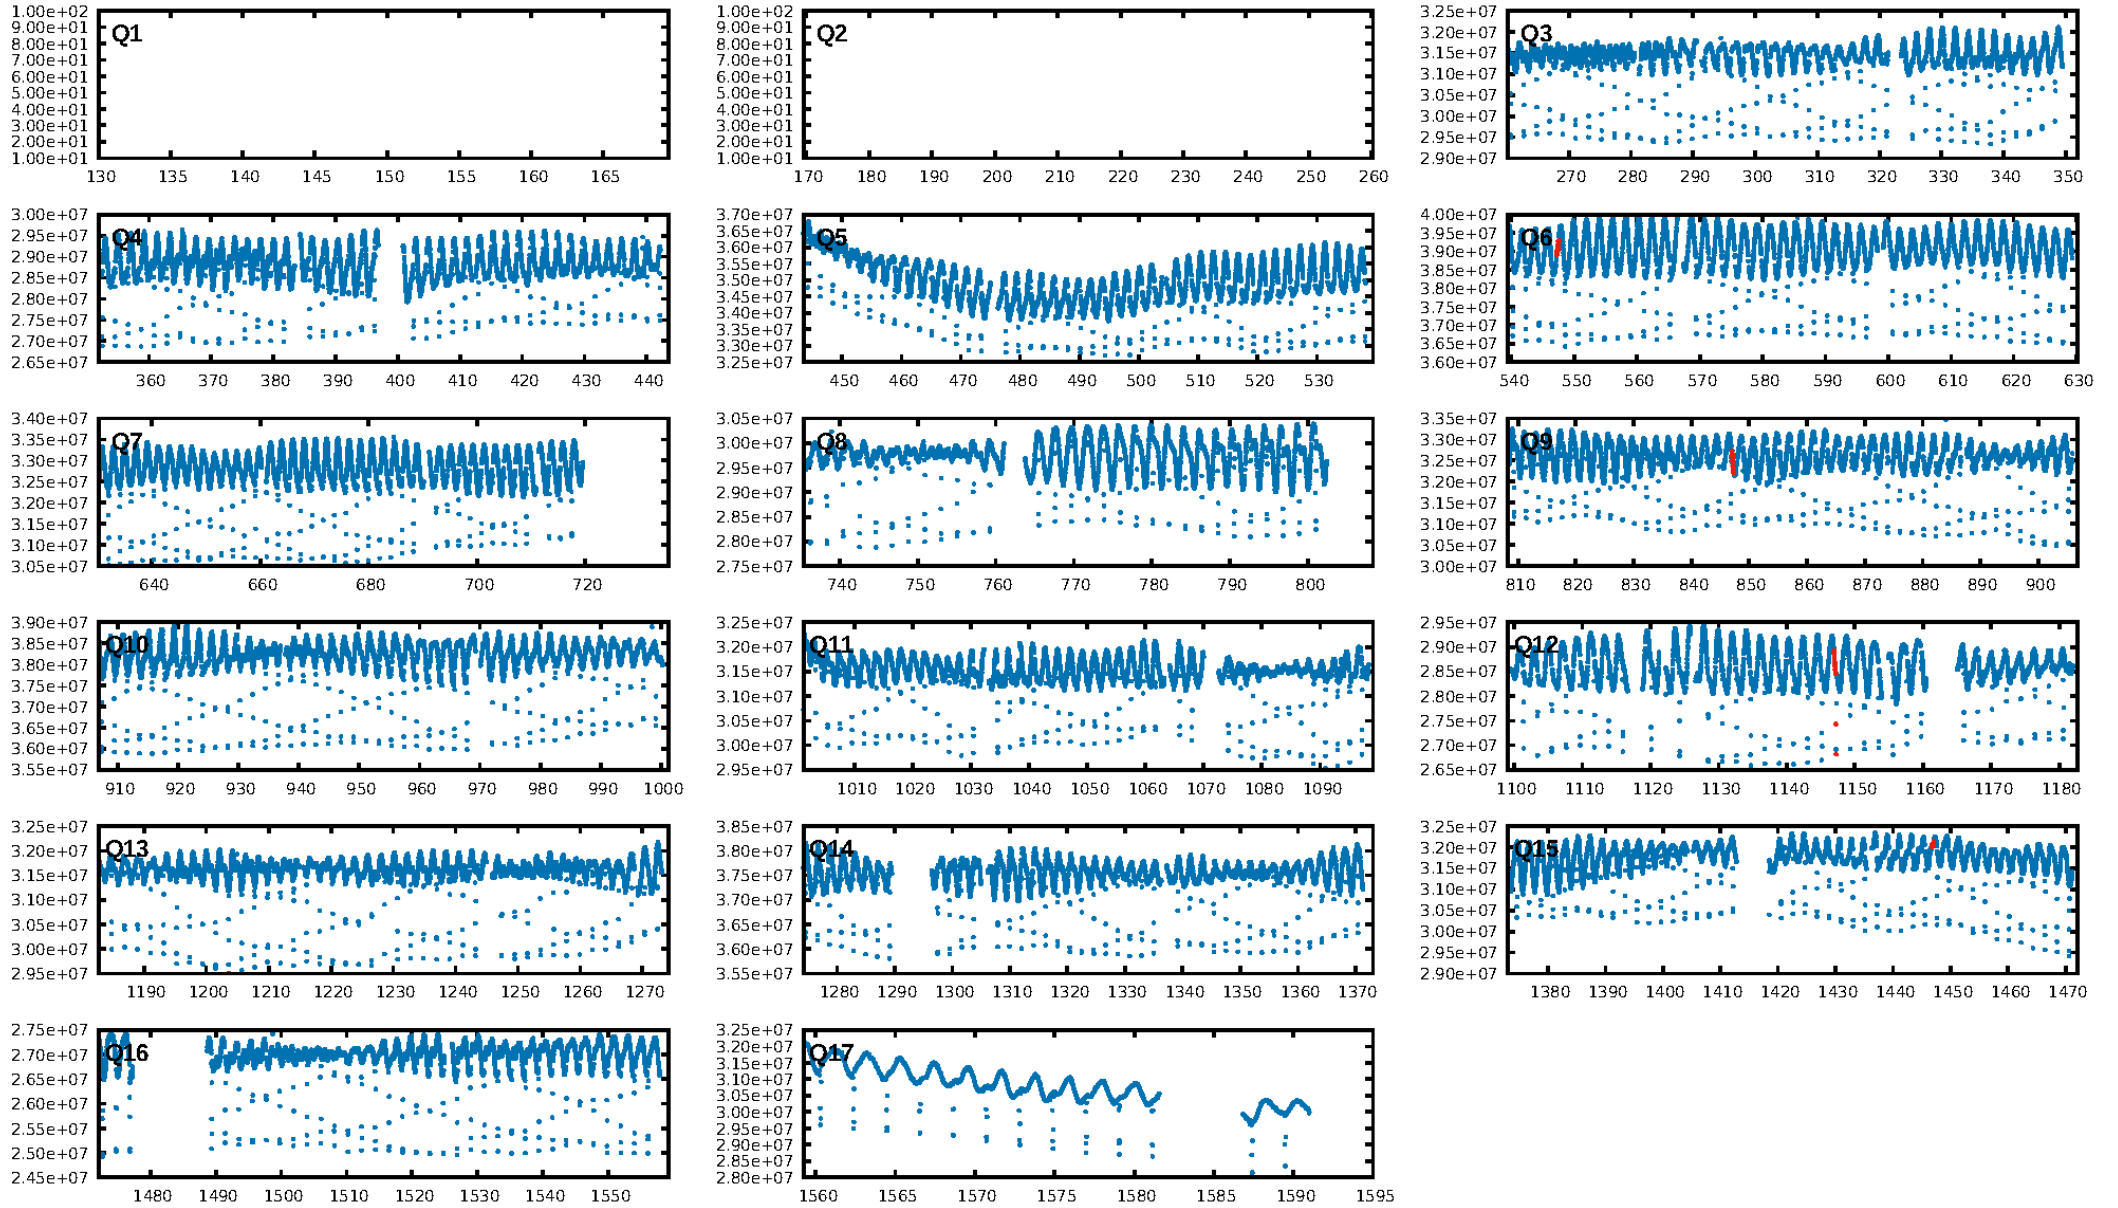 Q1
1.00e+02
9.00e+01
8.00e+01
7.00e+01
6.00e+01
5.00e+01
4.00e+01
3.00e+01
2.00e+01
1.00e+01
130 135 140 145 150 155 160 165
Q2
1.00e+02
9.00e+01
8.00e+01
7.00e+01
6.00e+01
5.00e+01
4.00e+01
3.00e+01
2.00e+01
1.00e+01
170 180 190 200 210 220 230 240 250 260
Q3
3.25e+07
3.20e+07
3.15e+07
3.10e+07
3.05e+07
3.00e+07
2.95e+07
2.90e+07
270 280 290 300 310 320 330 340 350
Q4
3.00e+07
2.95e+07
2.90e+07
2.85e+07
2.80e+07
2.75e+07
2.70e+07
2.65e+07
360 370 380 390 400 410 420 430 440
Q5
3.70e+07
3.65e+07
3.60e+07
3.55e+07
3.50e+07
3.45e+07
3.40e+07
3.35e+07
3.30e+07
3.25e+07
450 460 470 480 490 500 510 520 530
Q6
4.00e+07
3.95e+07
3.90e+07
3.85e+07
3.80e+07
3.75e+07
3.70e+07
3.65e+07
3.60e+07
540 550 560 570 580 590 600 610 620 630
Q7
3.40e+07
3.35e+07
3.30e+07
3.25e+07
3.20e+07
3.15e+07
3.10e+07
3.05e+07
640 660 680 700 720
Q8
3.05e+07
3.00e+07
2.95e+07
2.90e+07
2.85e+07
2.80e+07
2.75e+07
740 750 760 770 780 790 800
Q9
3.35e+07
3.30e+07
3.25e+07
3.20e+07
3.15e+07
3.10e+07
3.05e+07
3.00e+07
810 820 830 840 850 860 870 880 890 900
Q10
3.90e+07
3.85e+07
3.80e+07
3.75e+07
3.70e+07
3.65e+07
3.60e+07
3.55e+07
910 920 930 940 950 960 970 980 990 1000
Q11
3.25e+07
3.20e+07
3.15e+07
3.10e+07
3.05e+07
3.00e+07
2.95e+07
1010 1020 1030 1040 1050 1060 1070 1080 1090
Q12
2.95e+07
2.90e+07
2.85e+07
2.80e+07
2.75e+07
2.70e+07
2.65e+07
1100 1110 1120 1130 1140 1150 1160 1170 1180
Q13
3.25e+07
3.20e+07
3.15e+07
3.10e+07
3.05e+07
3.00e+07
2.95e+07
1190 1200 1210 1220 1230 1240 1250 1260 1270
Q14
3.85e+07
3.80e+07
3.75e+07
3.70e+07
3.65e+07
3.60e+07
3.55e+07
1280 1290 1300 1310 1320 1330 1340 1350 1360 1370
Q15
3.25e+07
3.20e+07
3.15e+07
3.10e+07
3.05e+07
3.00e+07
2.95e+07
2.90e+07
1380 1390 1400 1410 1420 1430 1440 1450 1460 1470
Q16
2.75e+07
2.70e+07
2.65e+07
2.60e+07
2.55e+07
2.50e+07
2.45e+07
1480 1490 1500 1510 1520 1530 1540 1550
Q17
3.25e+07
3.20e+07
3.15e+07
3.10e+07
3.05e+07
3.00e+07
2.95e+07
2.90e+07
2.85e+07
2.80e+07
1560 1565 1570 1575 1580 1585 1590 1595